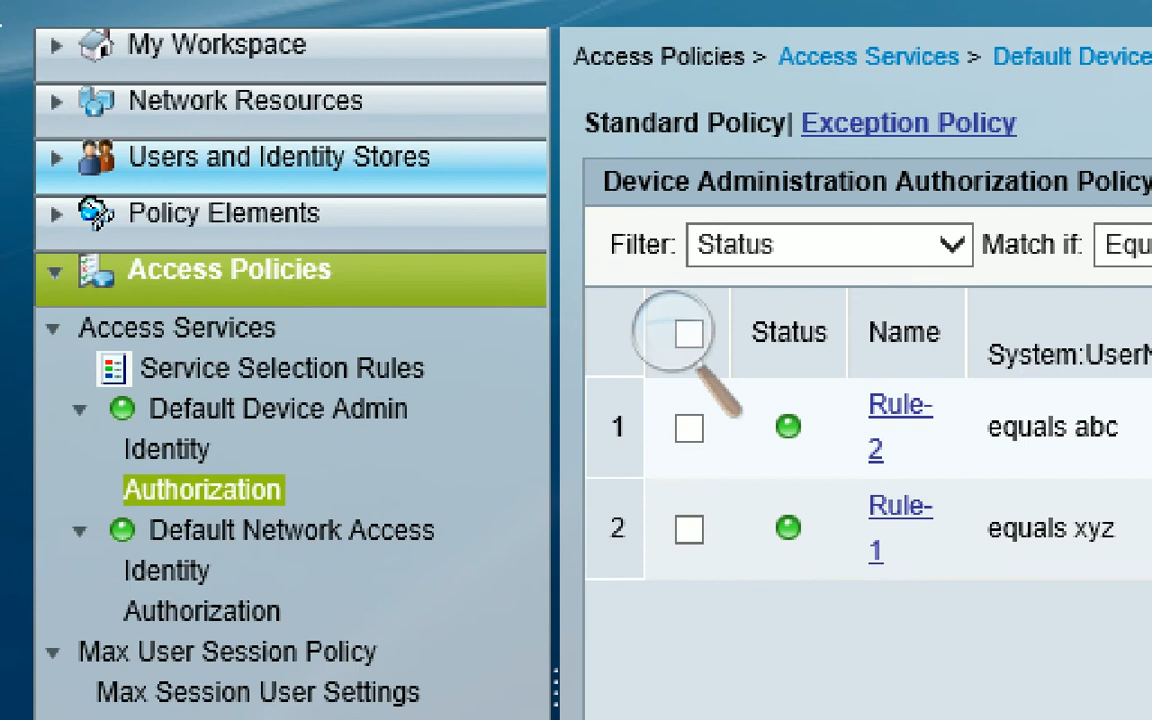 My Workspace
Network Resources
Users and Identity Stores
Policy Elements
Access Policies
Access Services
Service Selection Rules
Default Device Admin
Identity
Authorization
Default Network Access
Identity
Authorization
Max User Session Policy
Max Session User Settings
Access Policies > Access Services > Default Device
Standard Policy| Exception Policy
Device Administration Authorization Policy
Filter: Status Match if: Equ
Status Name System:UserN
1 Rule-2 equals abc
2 Rule-1 equals xyz